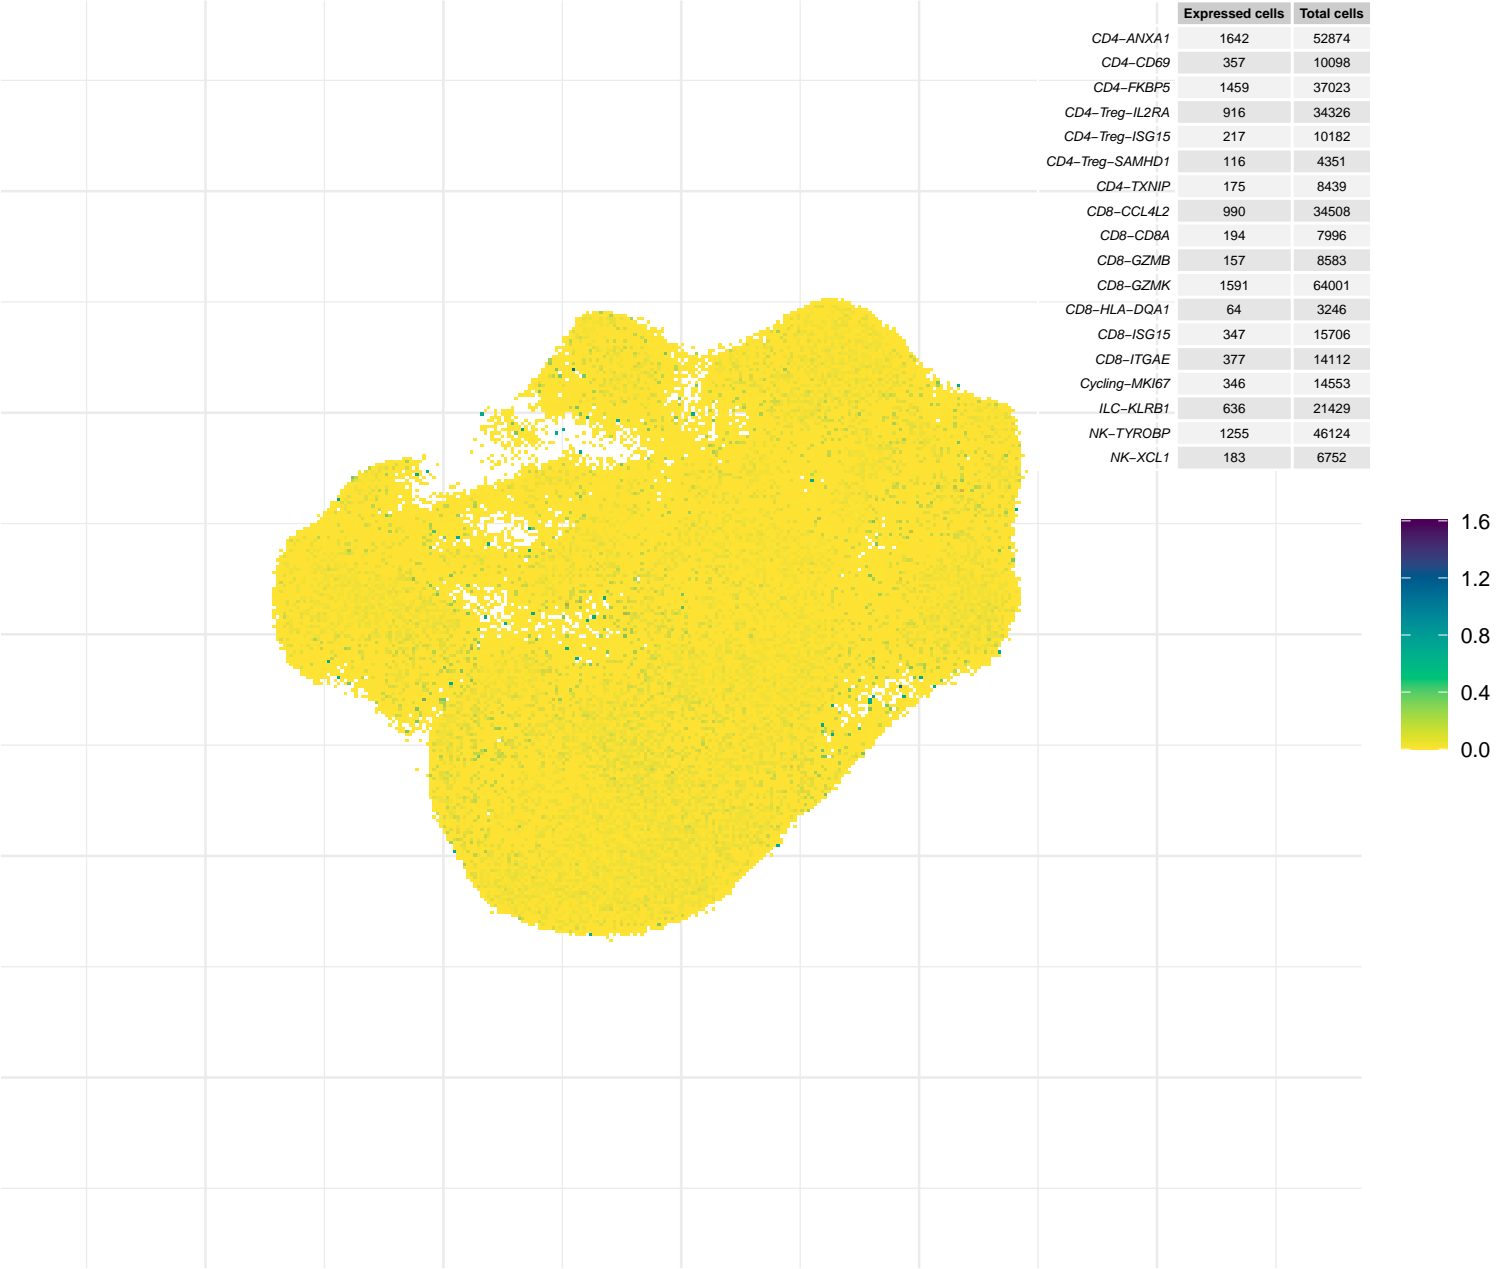 Expressed cells Total cells
CD4−ANXA1 1642 52874
CD4−CD69 357 10098
CD4−FKBP5 1459 37023
CD4−Treg−IL2RA 916 34326
CD4−Treg−ISG15 217 10182
CD4−Treg−SAMHD1 116 4351
CD4−TXNIP 175 8439
CD8−CCL4L2 990 34508
CD8−CD8A 194 7996
CD8−GZMB 157 8583
CD8−GZMK 1591 64001
CD8−HLA−DQA1 64 3246
CD8−ISG15 347 15706
CD8−ITGAE 377 14112
Cycling−MKI67 346 14553
ILC−KLRB1 636 21429
NK−TYROBP 1255 46124
NK−XCL1 183 6752
1.6
1.2
0.8
0.4
0.0